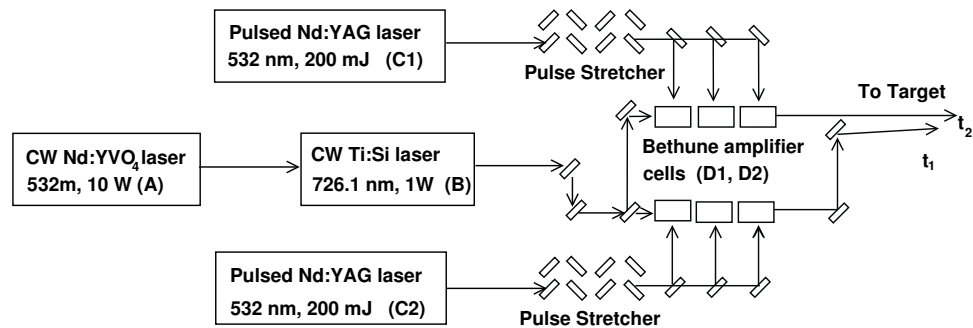 Pulsed Nd:YAG laser
532 nm, 200 mJ (C1)
Pulse Stretcher
To Target
t2
t1
CW Nd:YVO4 laser
532m, 10 W (A)
CW Ti:Si laser
726.1 nm, 1W (B)
Bethune amplifier
cells (D1, D2)
Pulsed Nd:YAG laser
532 nm, 200 mJ (C2)
Pulse Stretcher